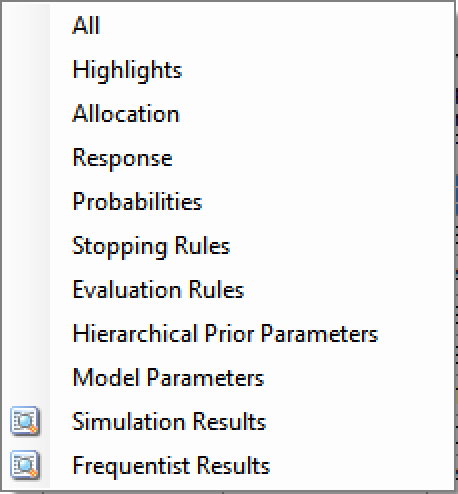 All
Highlights
Allocation
Response
Probabilities
Stopping Rules
Evaluation Rules
Hierarchical Prior Parameters
Model Parameters
Simulation Results
Frequentist Results